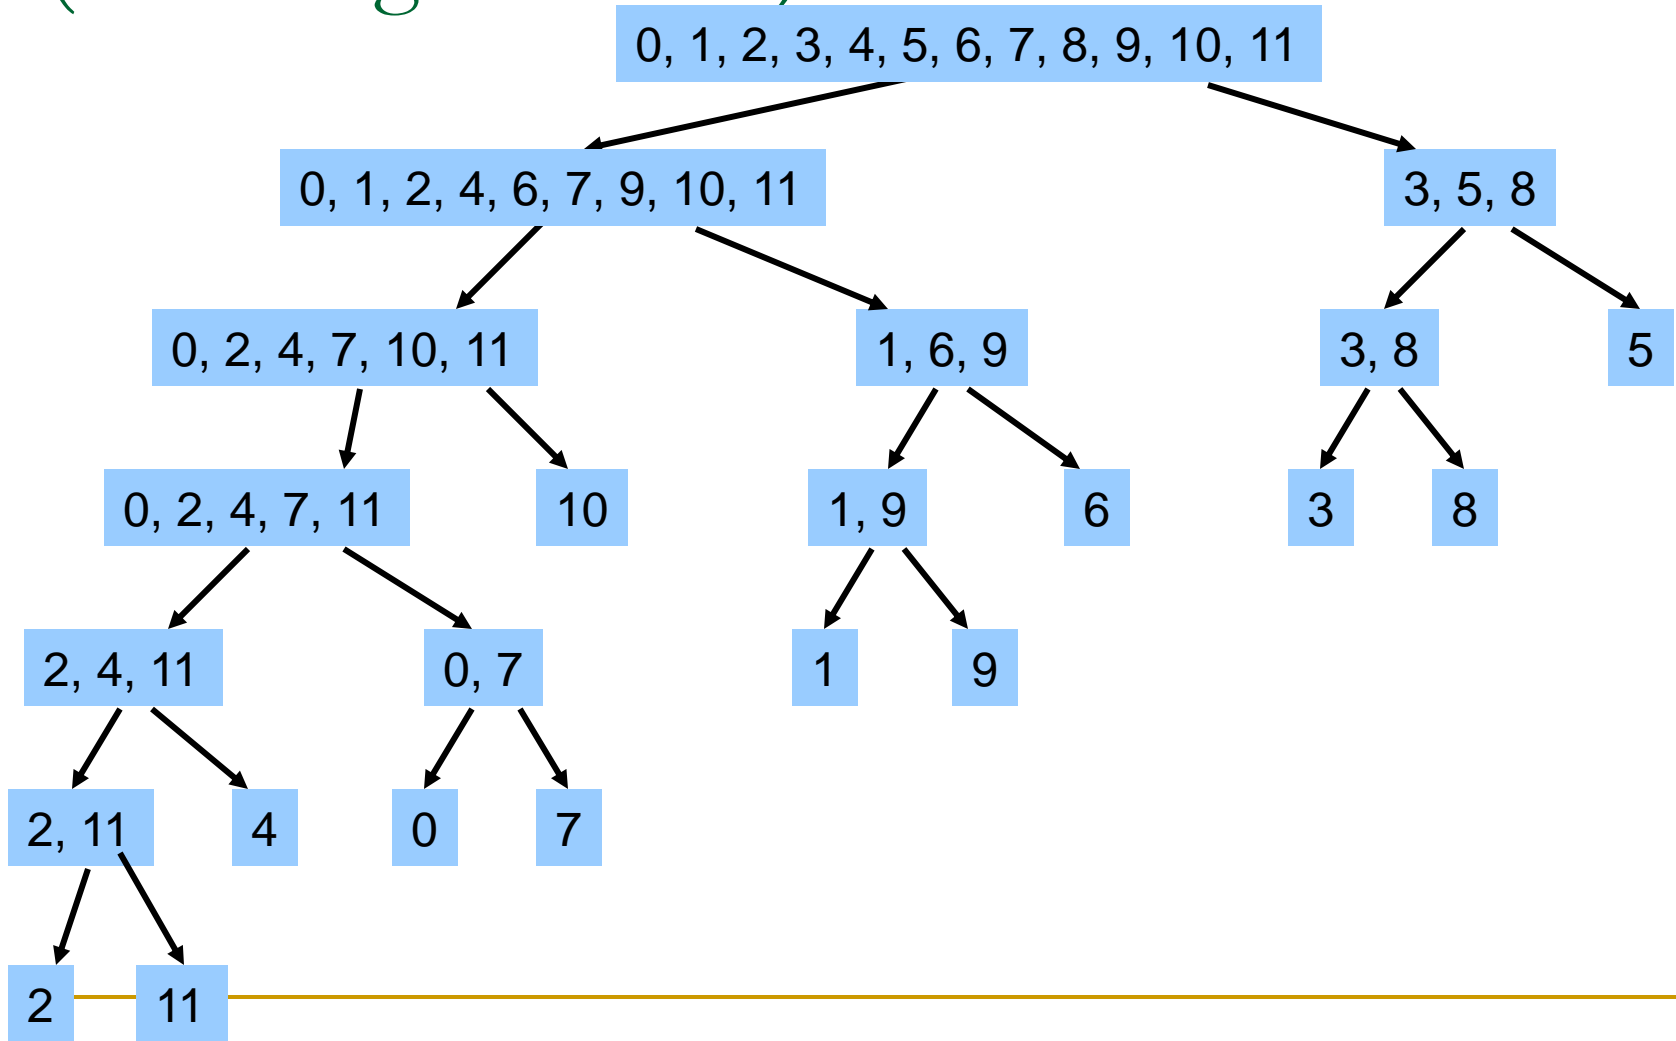 0, 1, 2, 3, 4, 5, 6, 7, 8, 9, 10, 11
0, 1, 2, 4, 6, 7, 9, 10, 11
3, 5, 8
0, 2, 4, 7, 10, 11
1, 6, 9
3, 8
5
0, 2, 4, 7, 11
10
1, 9
6
3
8
2, 4, 11
0, 7
1
9
2, 11
4
0
7
2
11